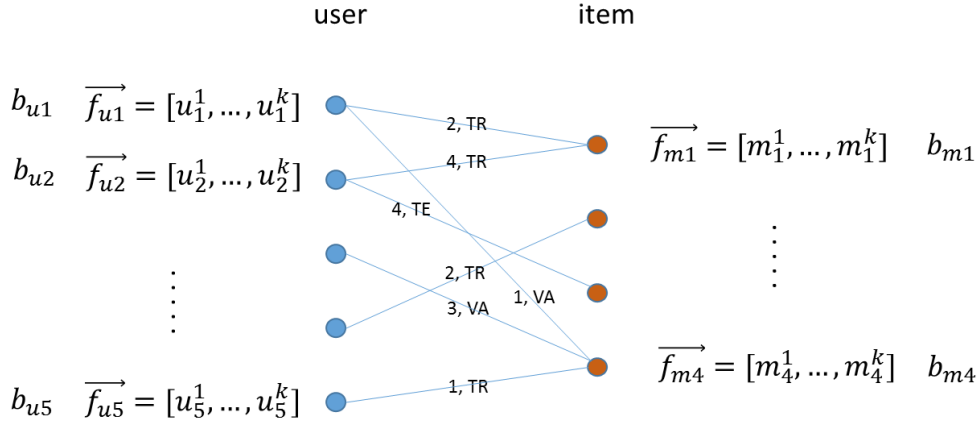 user item
b_{u1} \overrightarrow{f_{u1}} = [u_1^1, ..., u_1^k]
2, TR
\overrightarrow{f_{m1}} = [m_1^1, ..., m_1^k] b_{m1}
b_{u2} \overrightarrow{f_{u2}} = [u_2^1, ..., u_2^k]
4, TR
4, TE
2, TR
1, VA
3, VA
\overrightarrow{f_{m4}} = [m_4^1, ..., m_4^k] b_{m4}
b_{u5} \overrightarrow{f_{u5}} = [u_5^1, ..., u_5^k]
1, TR